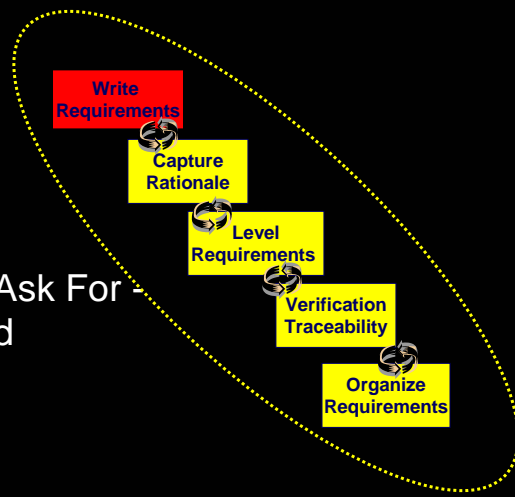 Write
Requirements
Capture
Rationale
Level
Requirements
Ask For -
d
Verification
Traceability
Organize
Requirements